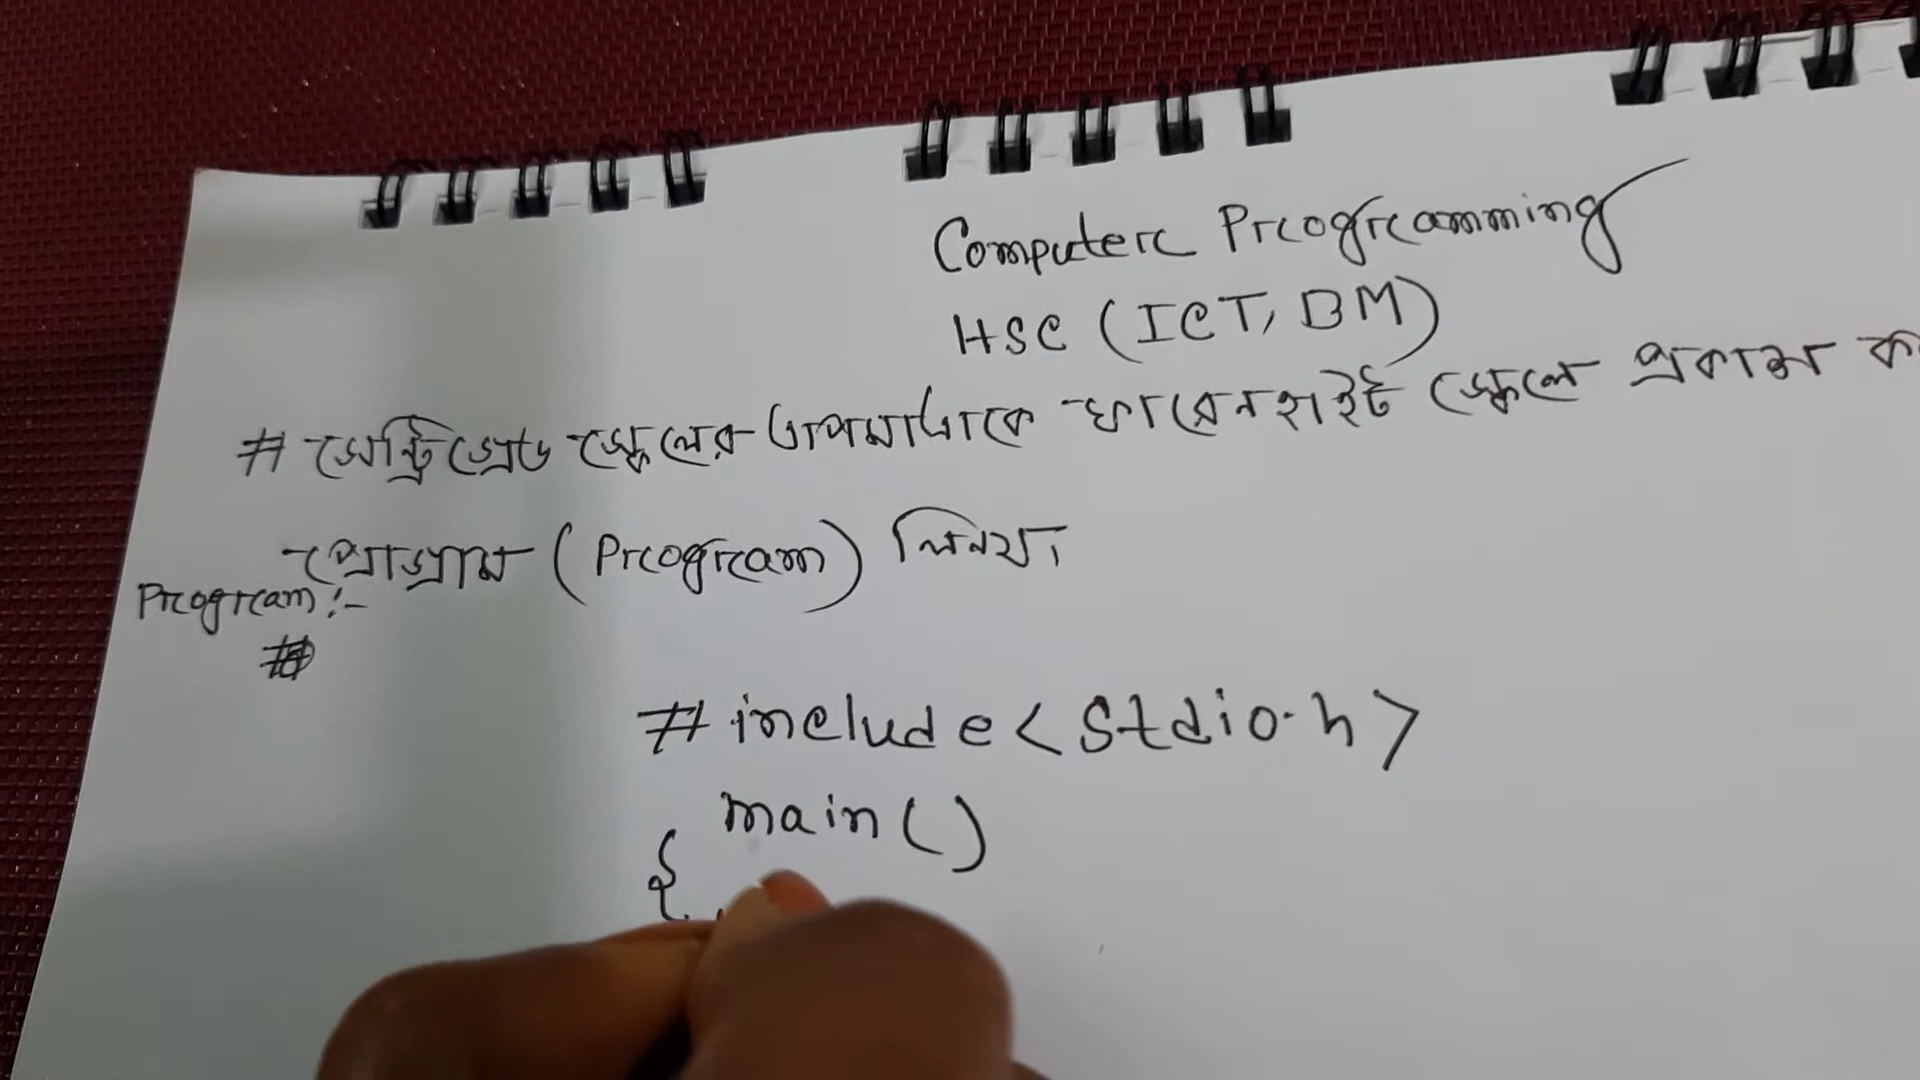 Computer Programming
HSC (ICT, BM)
# সেন্ট্রিগ্রেড স্কেলের তাপমাত্রাকে ফারেনহাইট স্কেলে প্রকাশ
প্রোগ্রাম (Program) লিখ।
Program :-
#include<stdio.h>
main()
{